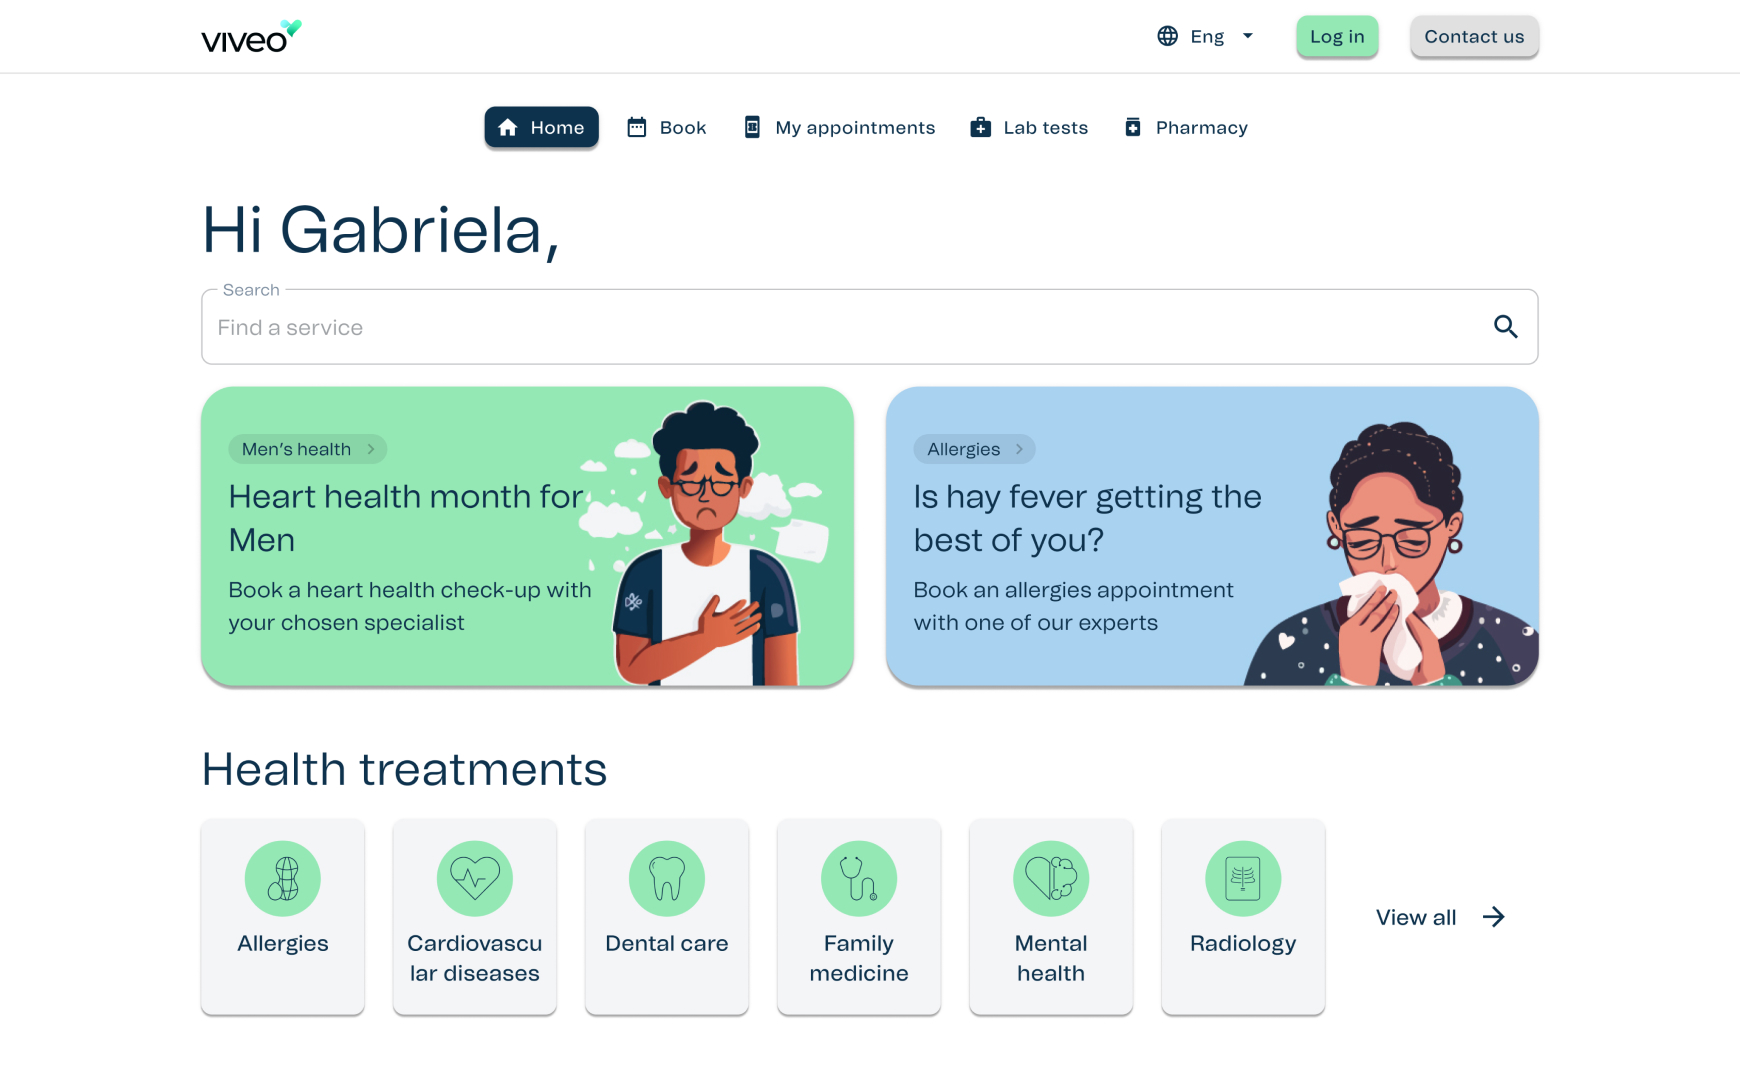 viveo
Eng
Log in
Contact us
Home
Book
My appointments
Lab tests
Pharmacy
Hi Gabriela,
Search
Find a service
Men’s health
Heart health month for
Men
Book a heart health check-up with
your chosen specialist
Allergies
Is hay fever getting the
best of you?
Book an allergies appointment
with one of our experts
Health treatments
Allergies
Cardiovascu
lar diseases
Dental care
Family
medicine
Mental
health
Radiology
View all